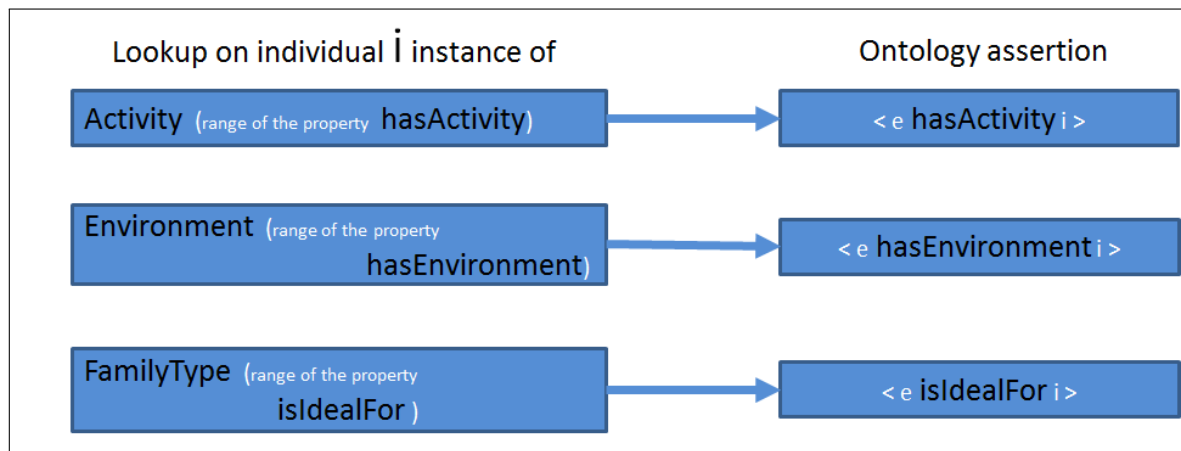 Lookup on individual i instance of
Ontology assertion
Activity (range of the property hasActivity)
< e hasActivity i >
Environment (range of the property
hasEnvironment)
< e hasEnvironment i >
FamilyType (range of the property
isIdealFor )
< e isIdealFor i >